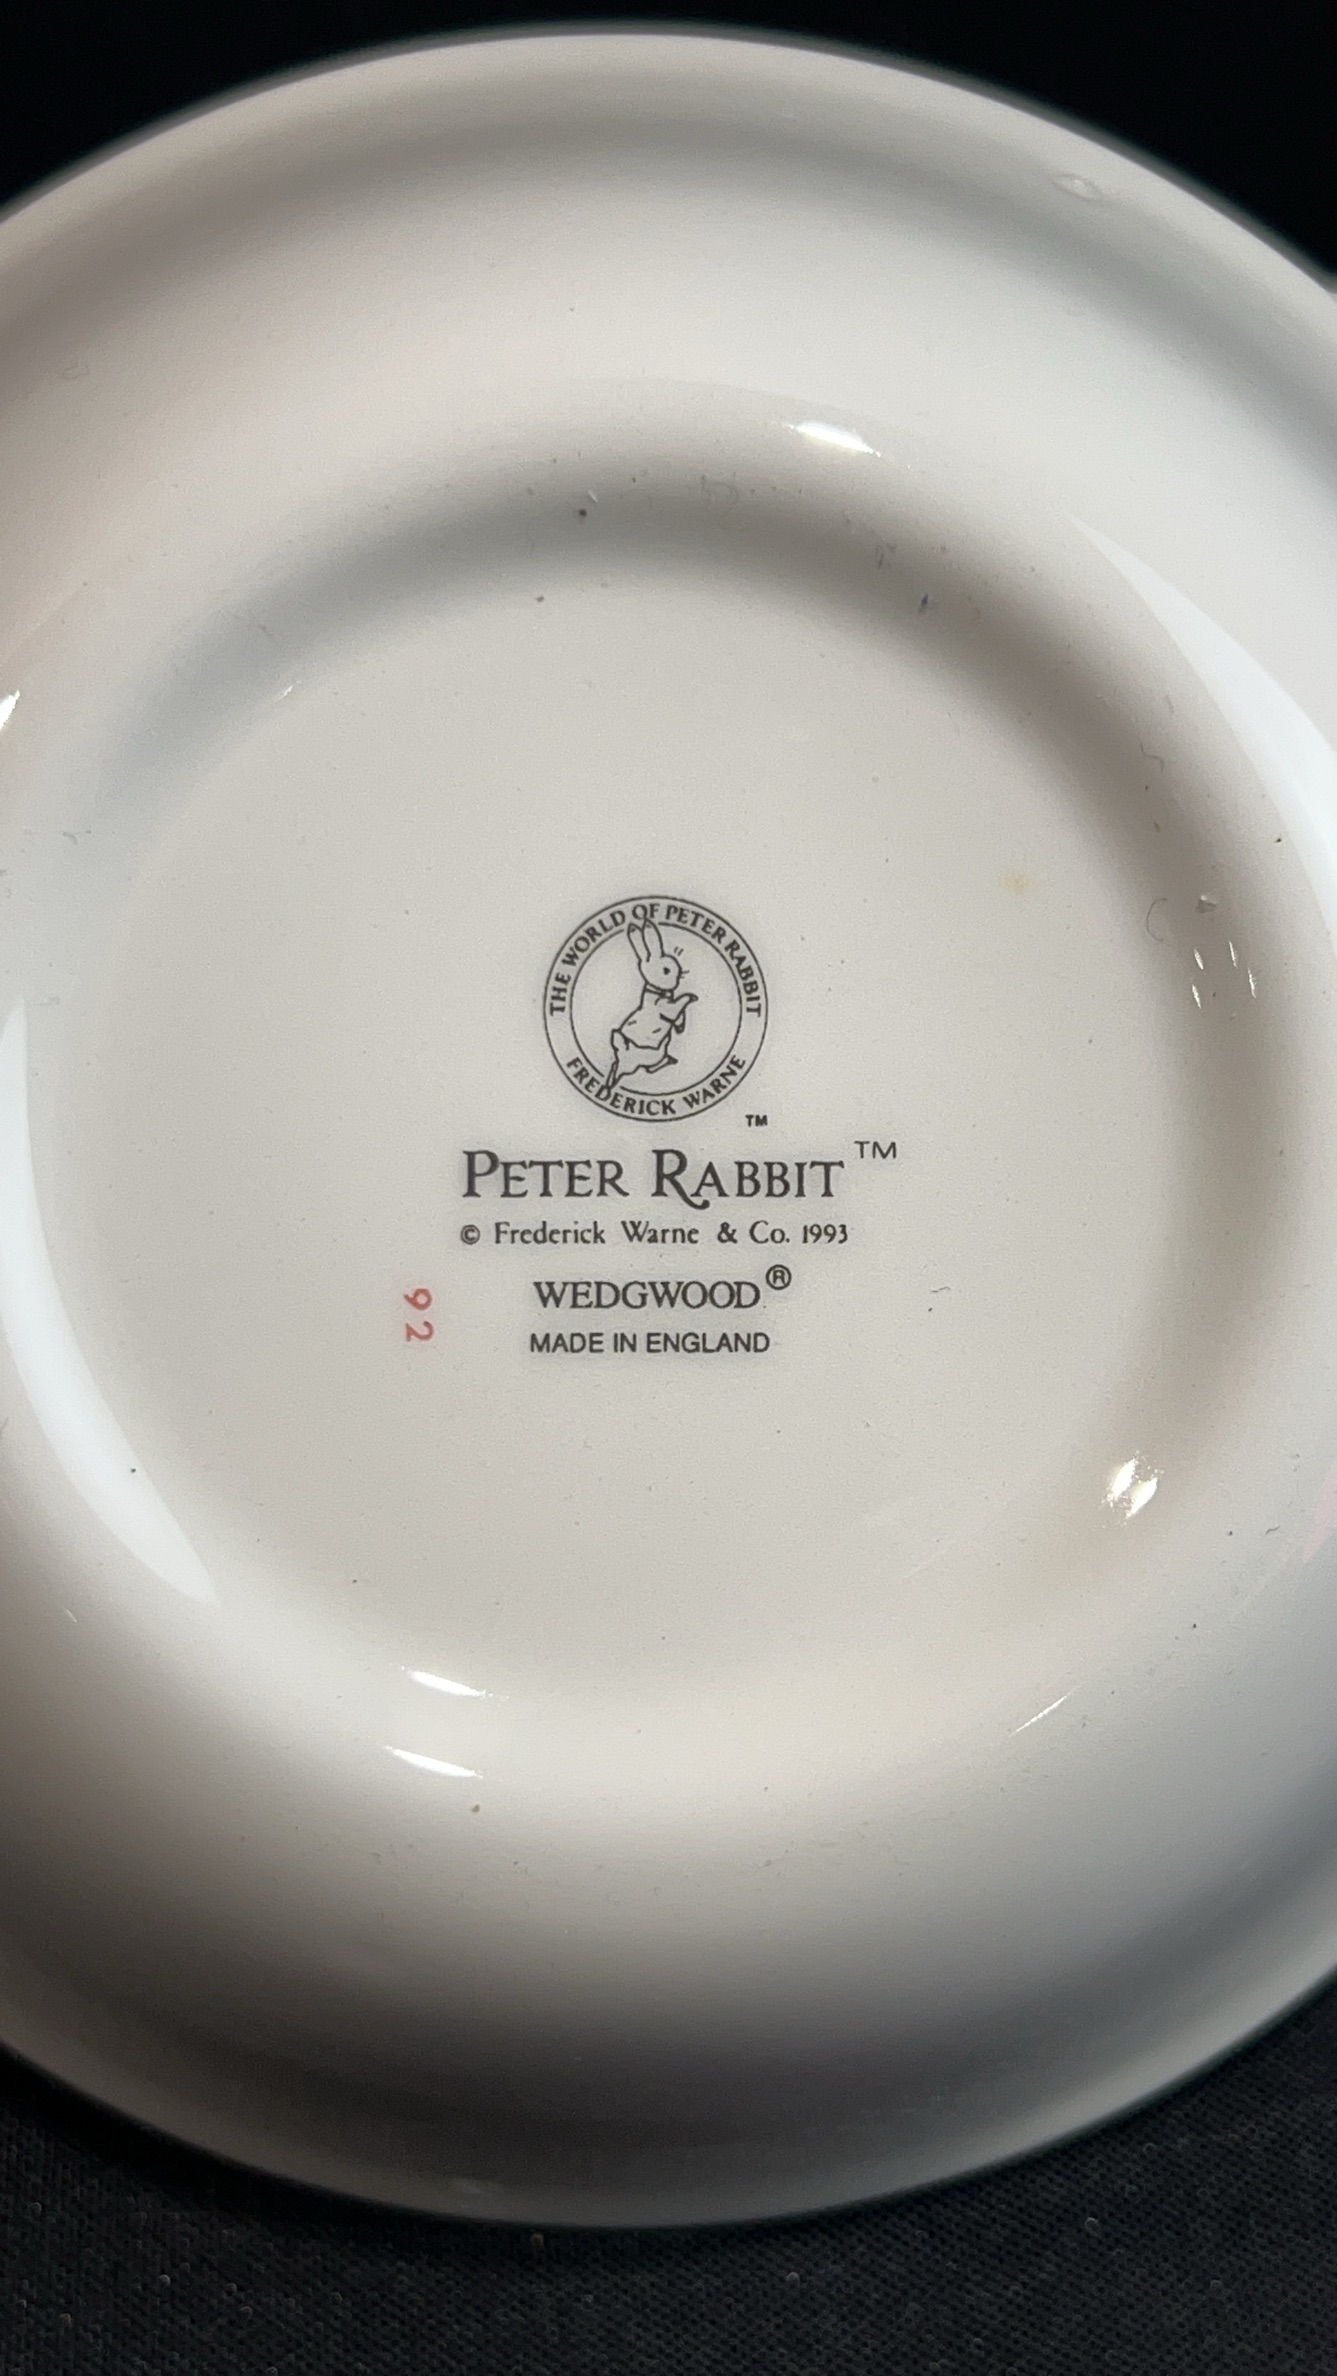 THE WORLD OF PETER RABBIT
FREDERICK WARNE
TM
PETER RABBIT TM
© Frederick Warne & Co. 1993
WEDGWOOD®
MADE IN ENGLAND
92